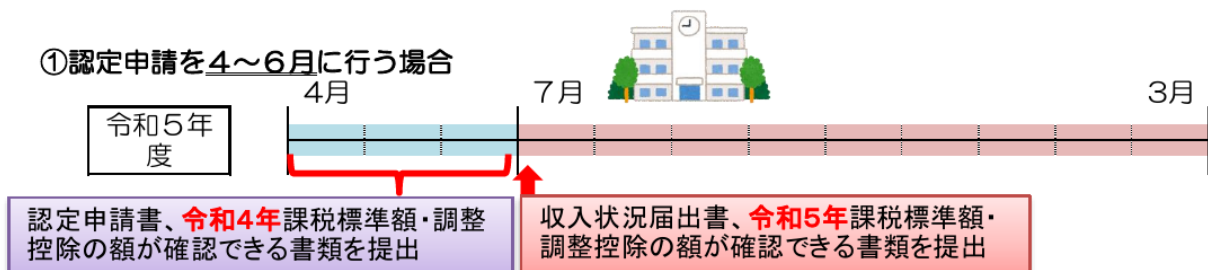 ①認定申請を4~6月に行う場合
4月
7月
3月
令和5年
度
認定申請書、令和4年課税標準額・調整
控除の額が確認できる書類を提出
収入状況届出書、令和5年課税標準額・
調整控除の額が確認できる書類を提出